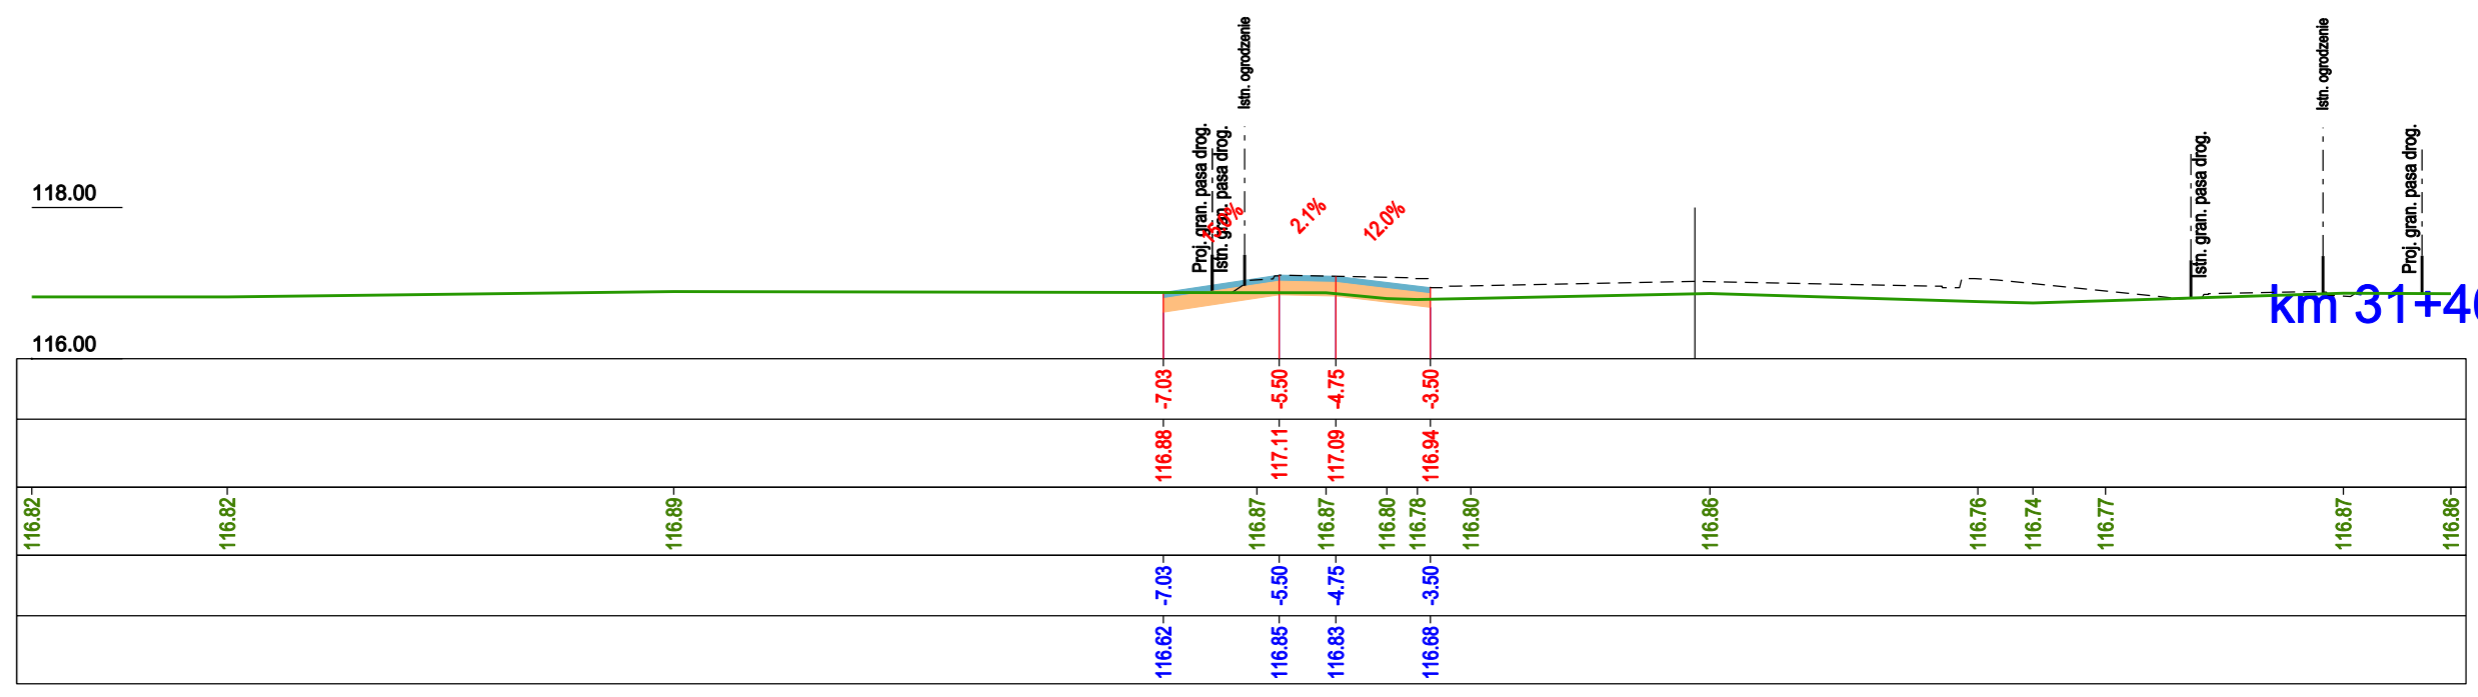 Istn. ogrodzenie
Istn. ogrodzenie
Proj. gran. pasa drog.
Istn. gran. pasa drog.
Istn. gran. pasa drog.
Proj. gran. pasa drog.
118.00
2.1%
12.0%
km 31+40
116.00
-7.03 -5.50 -4.75 -3.50
116.88 117.11 117.09 116.94
116.82 116.82 116.89 116.87 116.87 116.80 116.78 116.80 116.86 116.76 116.74 116.77 116.87 116.86
-7.03 -5.50 -4.75 -3.50
116.62 116.85 116.83 116.68